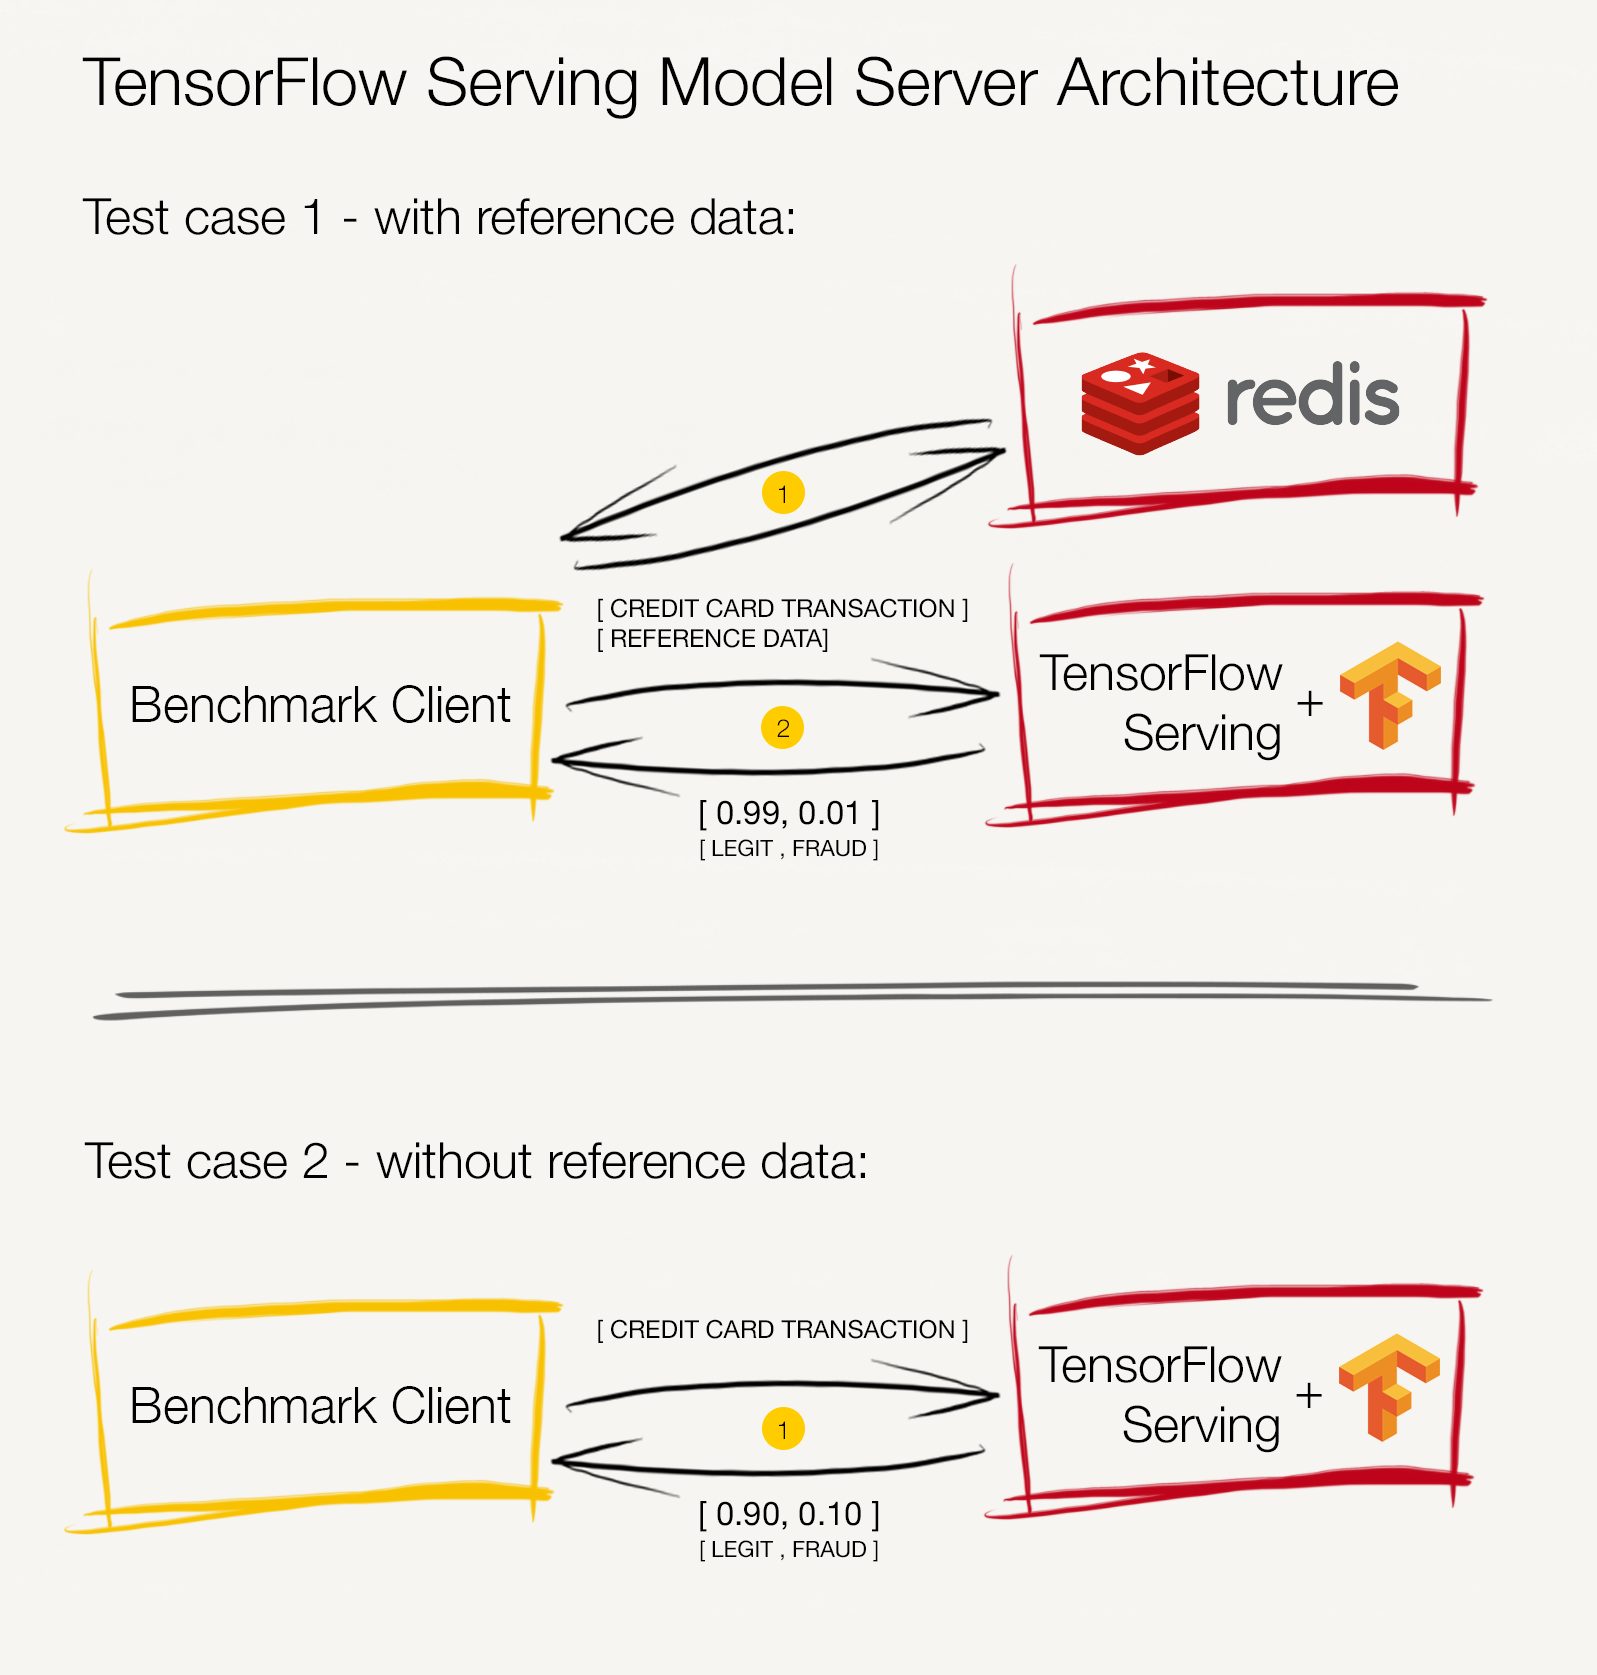 TensorFlow Serving Model Server Architecture
Test case 1 - with reference data:
redis
1
[ CREDIT CARD TRANSACTION ]
[ REFERENCE DATA]
Benchmark Client
2
TensorFlow
Serving +
[ 0.99, 0.01 ]
[ LEGIT , FRAUD ]
Test case 2 - without reference data:
[ CREDIT CARD TRANSACTION ]
Benchmark Client
1
TensorFlow
Serving +
[ 0.90, 0.10 ]
[ LEGIT , FRAUD ]